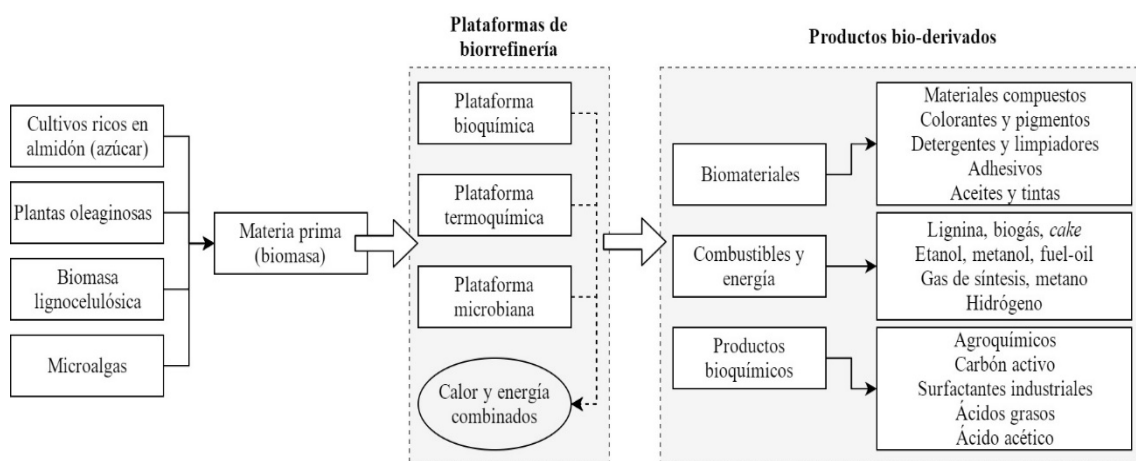 Plataformas de
biorrefinería
Productos bio-derivados
Cultivos ricos en
almidón (azúcar)
Plantas oleaginosas
Biomasa
lignocelulósica
Microalgas
Materia prima
(biomasa)
Plataforma
bioquímica
Plataforma
termoquímica
Plataforma
microbiana
Calor y energía
combinados
Biomateriales
Combustibles y
energía
Productos
bioquímicos
Materiales compuestos
Colorantes y pigmentos
Detergentes y limpiadores
Adhesivos
Aceites y tintas
Lignina, biogás, cake
Etanol, metanol, fuel-oil
Gas de síntesis, metano
Hidrógeno
Agroquímicos
Carbón activo
Surfactantes industriales
Ácidos grasos
Ácido acético